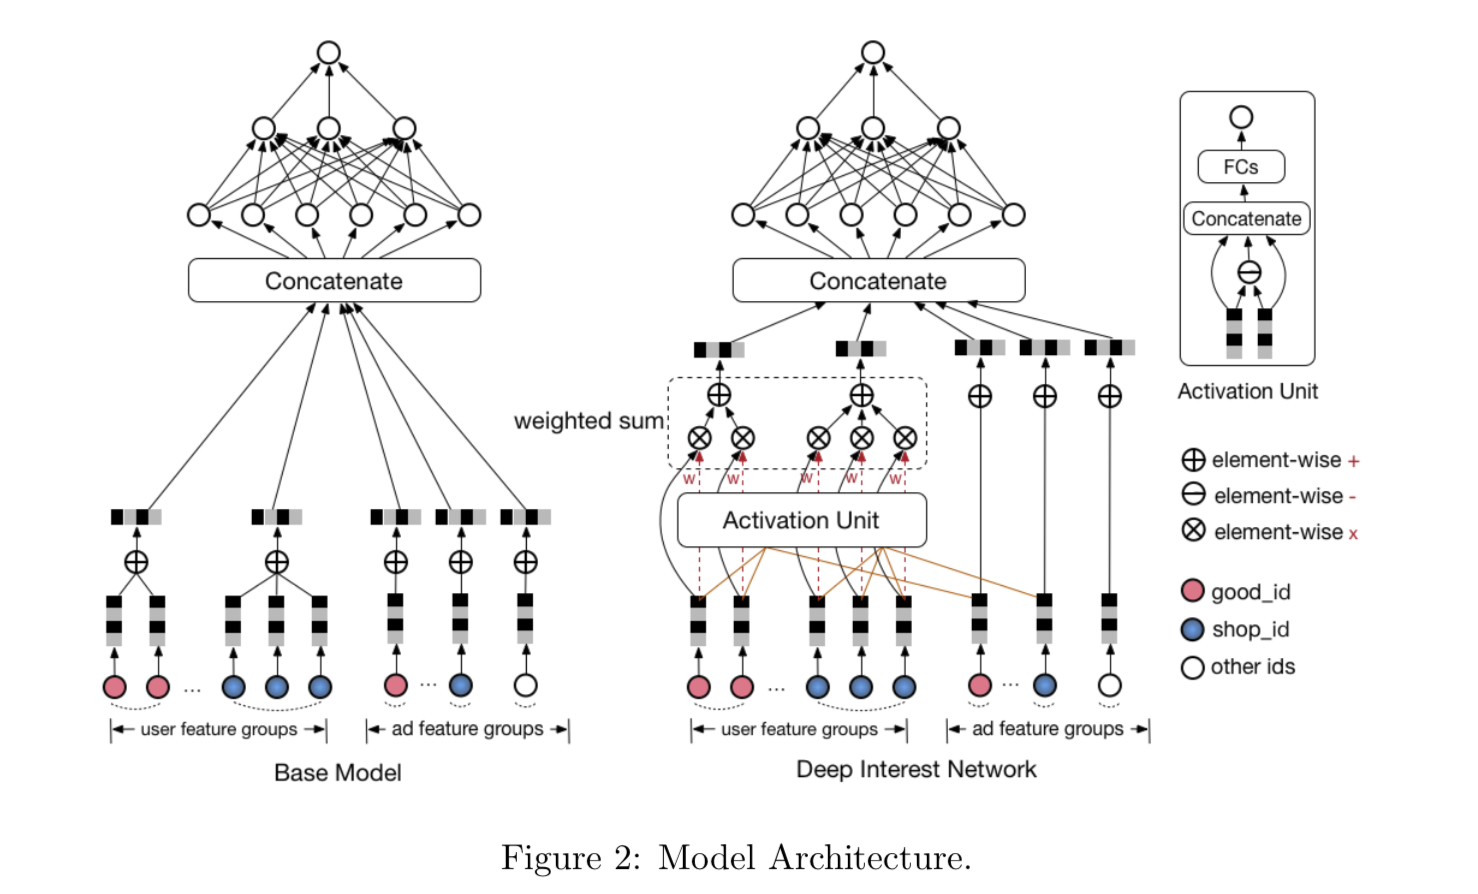 Concatenate
...
...
user feature groups
ad feature groups
Base Model
Concatenate
weighted sum
w
w
w
w
w
Activation Unit
...
...
user feature groups
ad feature groups
Deep Interest Network
FCs
Concatenate
Activation Unit
element-wise +
element-wise -
element-wise x
good_id
shop_id
other ids
Figure 2: Model Architecture.